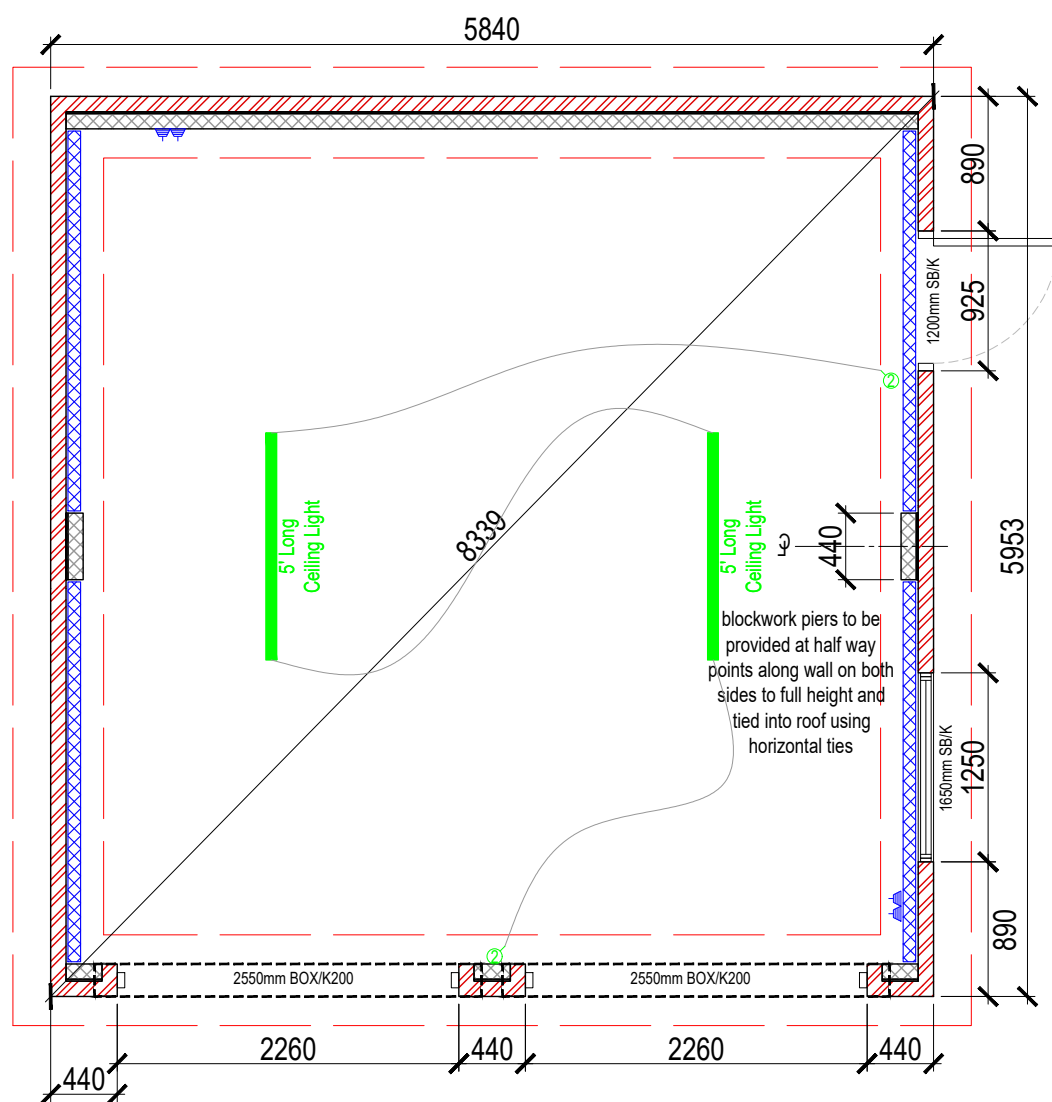 5840
890
1200mm SB/K
925
2
5' Long
Ceiling Light
8339
5' Long
Ceiling Light
440
5953
blockwork piers to be
provided at half way
points along wall on both
sides to full height and
tied into roof using
horizontal ties
1650mm SB/K
1250
890
2
2550mm BOX/K200
2550mm BOX/K200
2260
440
2260
440
440